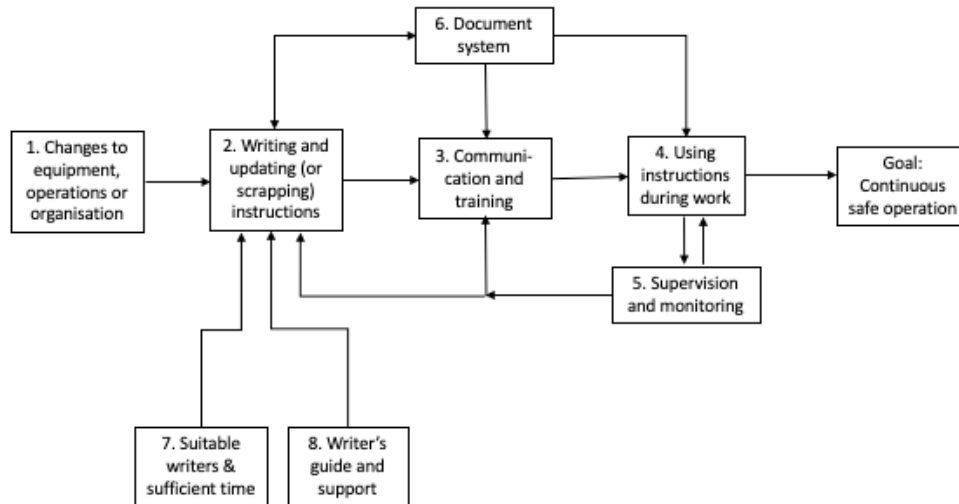 6. Document
system
1. Changes to
equipment,
operations or
organisation
2. Writing and
updating (or
scrapping)
instructions
3. Communi-
cation and
training
4. Using
instructions
during work
Goal:
Continuous
safe operation
5. Supervision
and monitoring
7. Suitable
writers &
sufficient time
8. Writer's
guide and
support